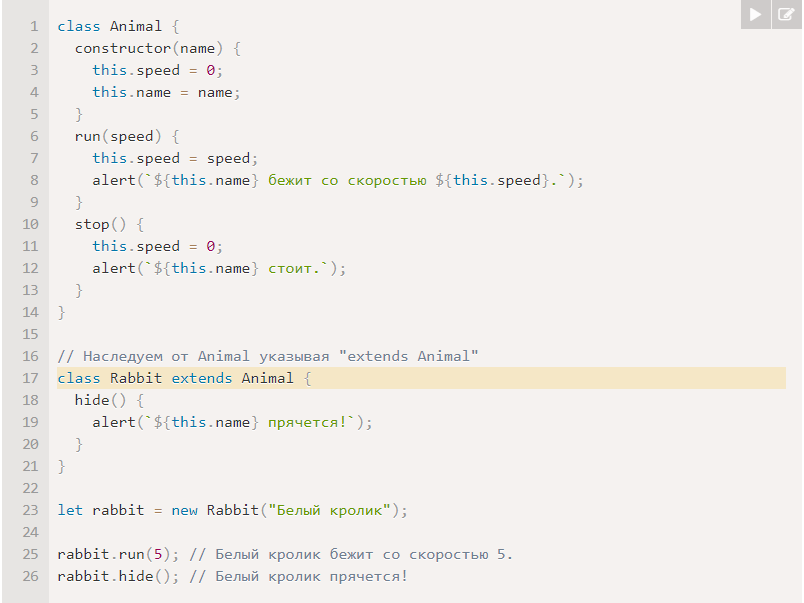 1 class Animal {
2   constructor(name) {
3     this.speed = 0;
4     this.name = name;
5   }
6   run(speed) {
7     this.speed = speed;
8     alert(`${this.name} бежит со скоростью ${this.speed}.`);
9   }
10   stop() {
11     this.speed = 0;
12     alert(`${this.name} стоит.`);
13   }
14 }
15
16 // Наследуем от Animal указывая "extends Animal"
17 class Rabbit extends Animal {
18   hide() {
19     alert(`${this.name} прячется!`);
20   }
21 }
22
23 let rabbit = new Rabbit("Белый кролик");
24
25 rabbit.run(5); // Белый кролик бежит со скоростью 5.
26 rabbit.hide(); // Белый кролик прячется!